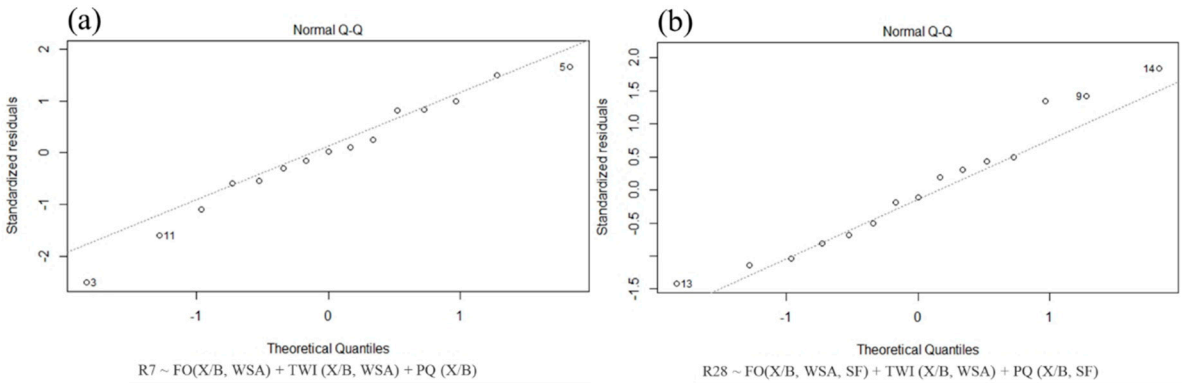 (a)
Normal Q-Q
Standardized residuals
2
1
0
-1
-2
5
11
3
-1
0
1
Theoretical Quantiles
R7 ~ FO(X/B, WSA) + TWI (X/B, WSA) + PQ (X/B)
(b)
Normal Q-Q
Standardized residuals
2.0
1.5
1.0
0.5
0.0
-0.5
-1.5
14
9
13
-1
0
1
Theoretical Quantiles
R28 ~ FO(X/B, WSA, SF) + TWI (X/B, WSA) + PQ (X/B, SF)